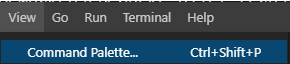 View Go Run Terminal Help
Command Palette... Ctrl+Shift+P